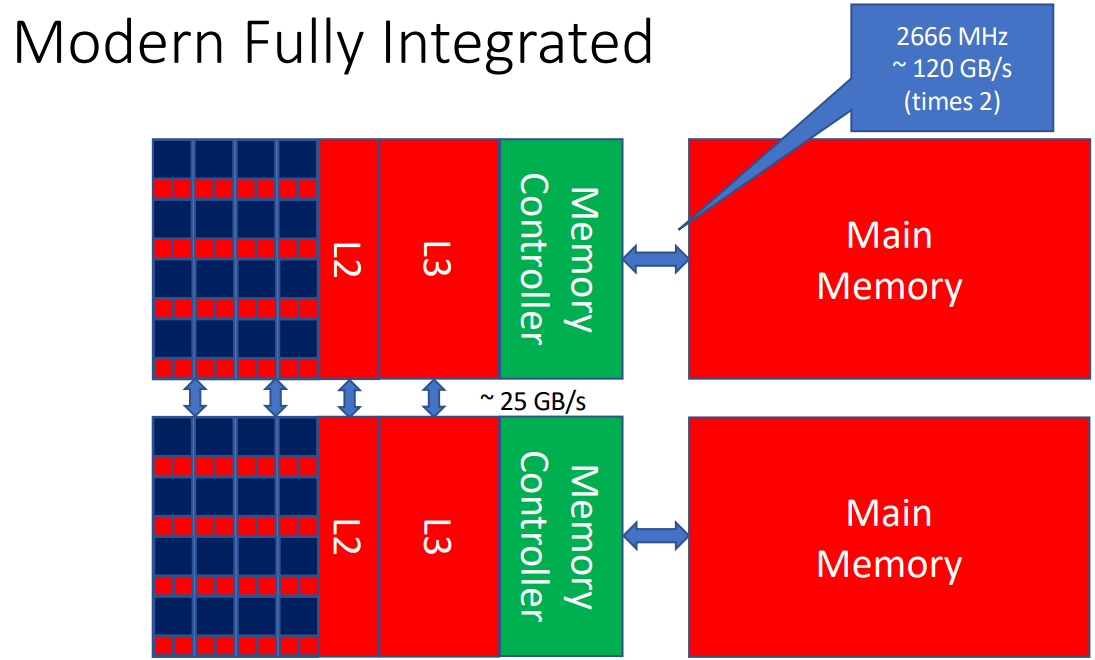 Modern Fully Integrated
2666 MHz
~ 120 GB/s
(times 2)
L2
L3
Memory
Controller
Main
Memory
~ 25 GB/s
L2
L3
Memory
Controller
Main
Memory